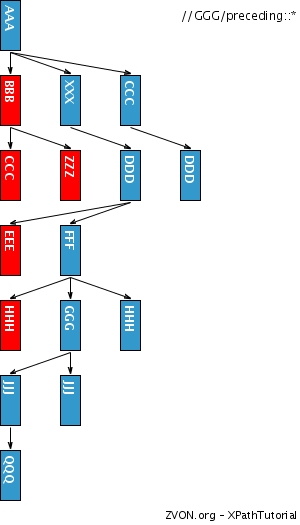 //GGG/preceding::*
AAA
BBB
XXX
CCC
CCC
ZZZ
DDD
DDD
EEE
FFF
HHH
GGG
HHH
JJJ
JJJ
QQQ
ZVON.org - XPathTutorial